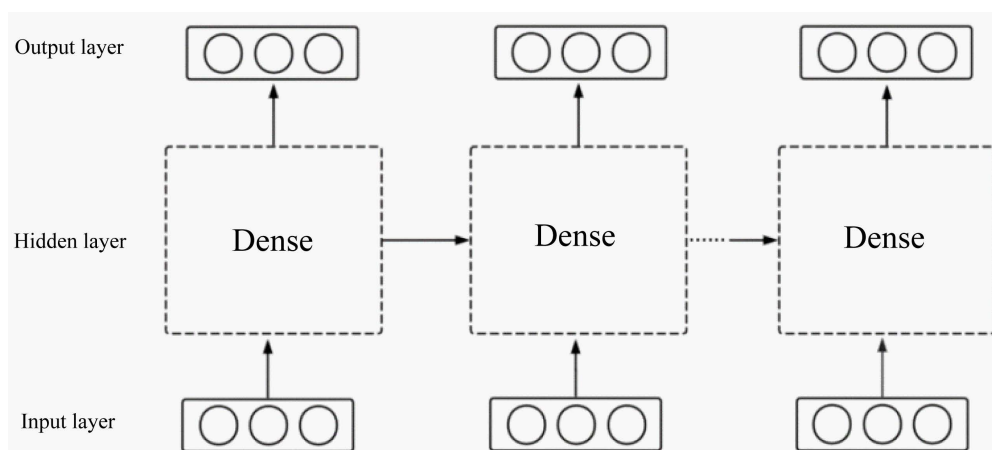 Output layer
Hidden layer
Dense
Dense
Dense
Input layer